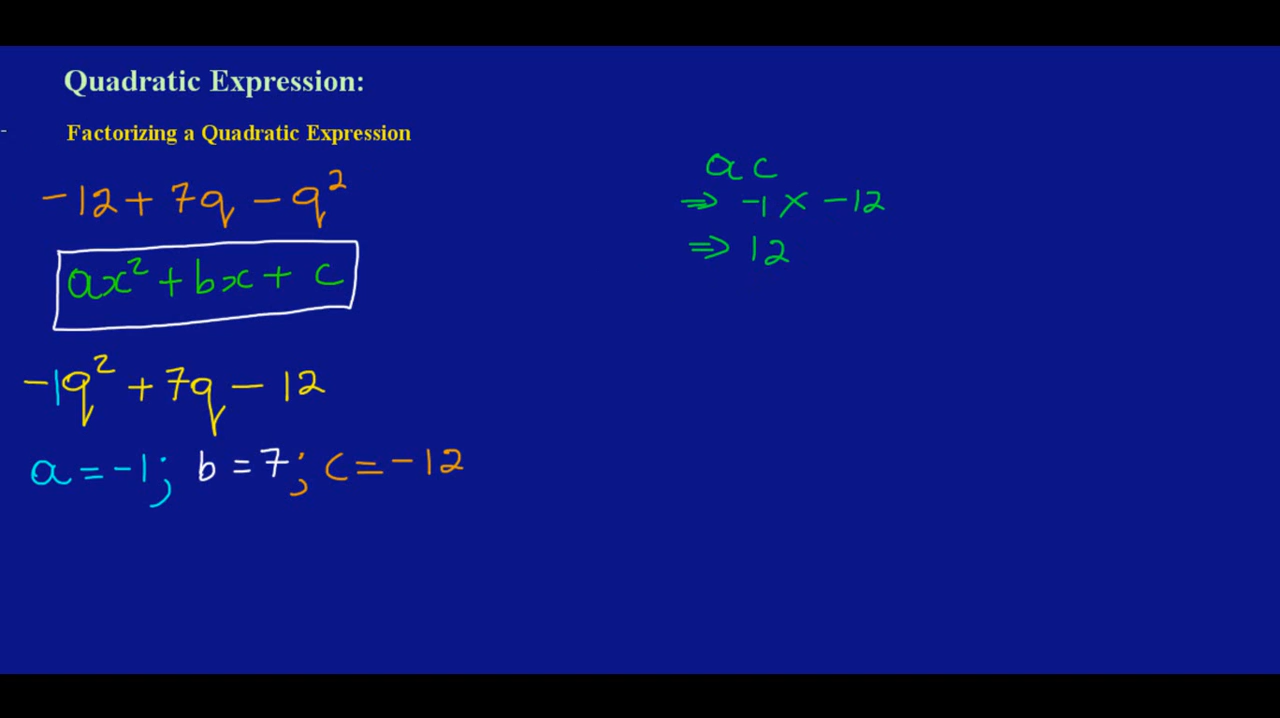 Quadratic Expression:
Factorizing a Quadratic Expression
-12 + 7q - q²
ax² + bx + c
-1q² + 7q - 12
a = -1; b = 7; c = -12
ac
⇒ -1 × -12
⇒ 12